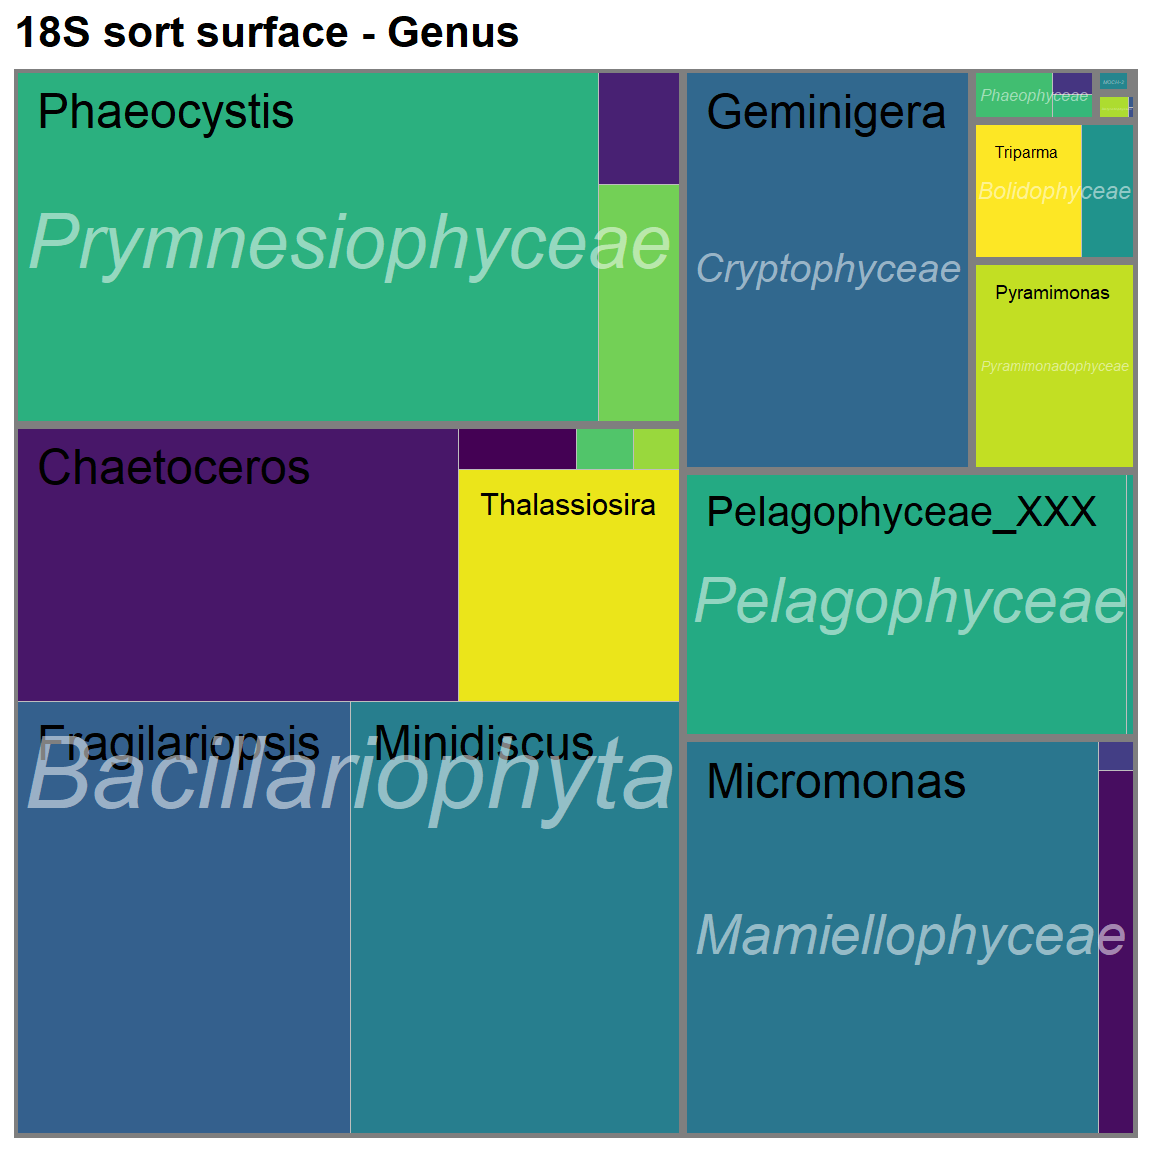 18S sort surface - Genus
Phaeocystis
Prymnesiophyceae
Chaetoceros
Thalassiosira
Fragilariopsis
Minidiscus
Bacillariophyta
Geminigera
Cryptophyceae
Phaeophyceae
Triparma
Bolidophyceae
Pyramimonas
Pyramimonadophyceae
Pelagophyceae_XXX
Pelagophyceae
Micromonas
Mamiellophyceae